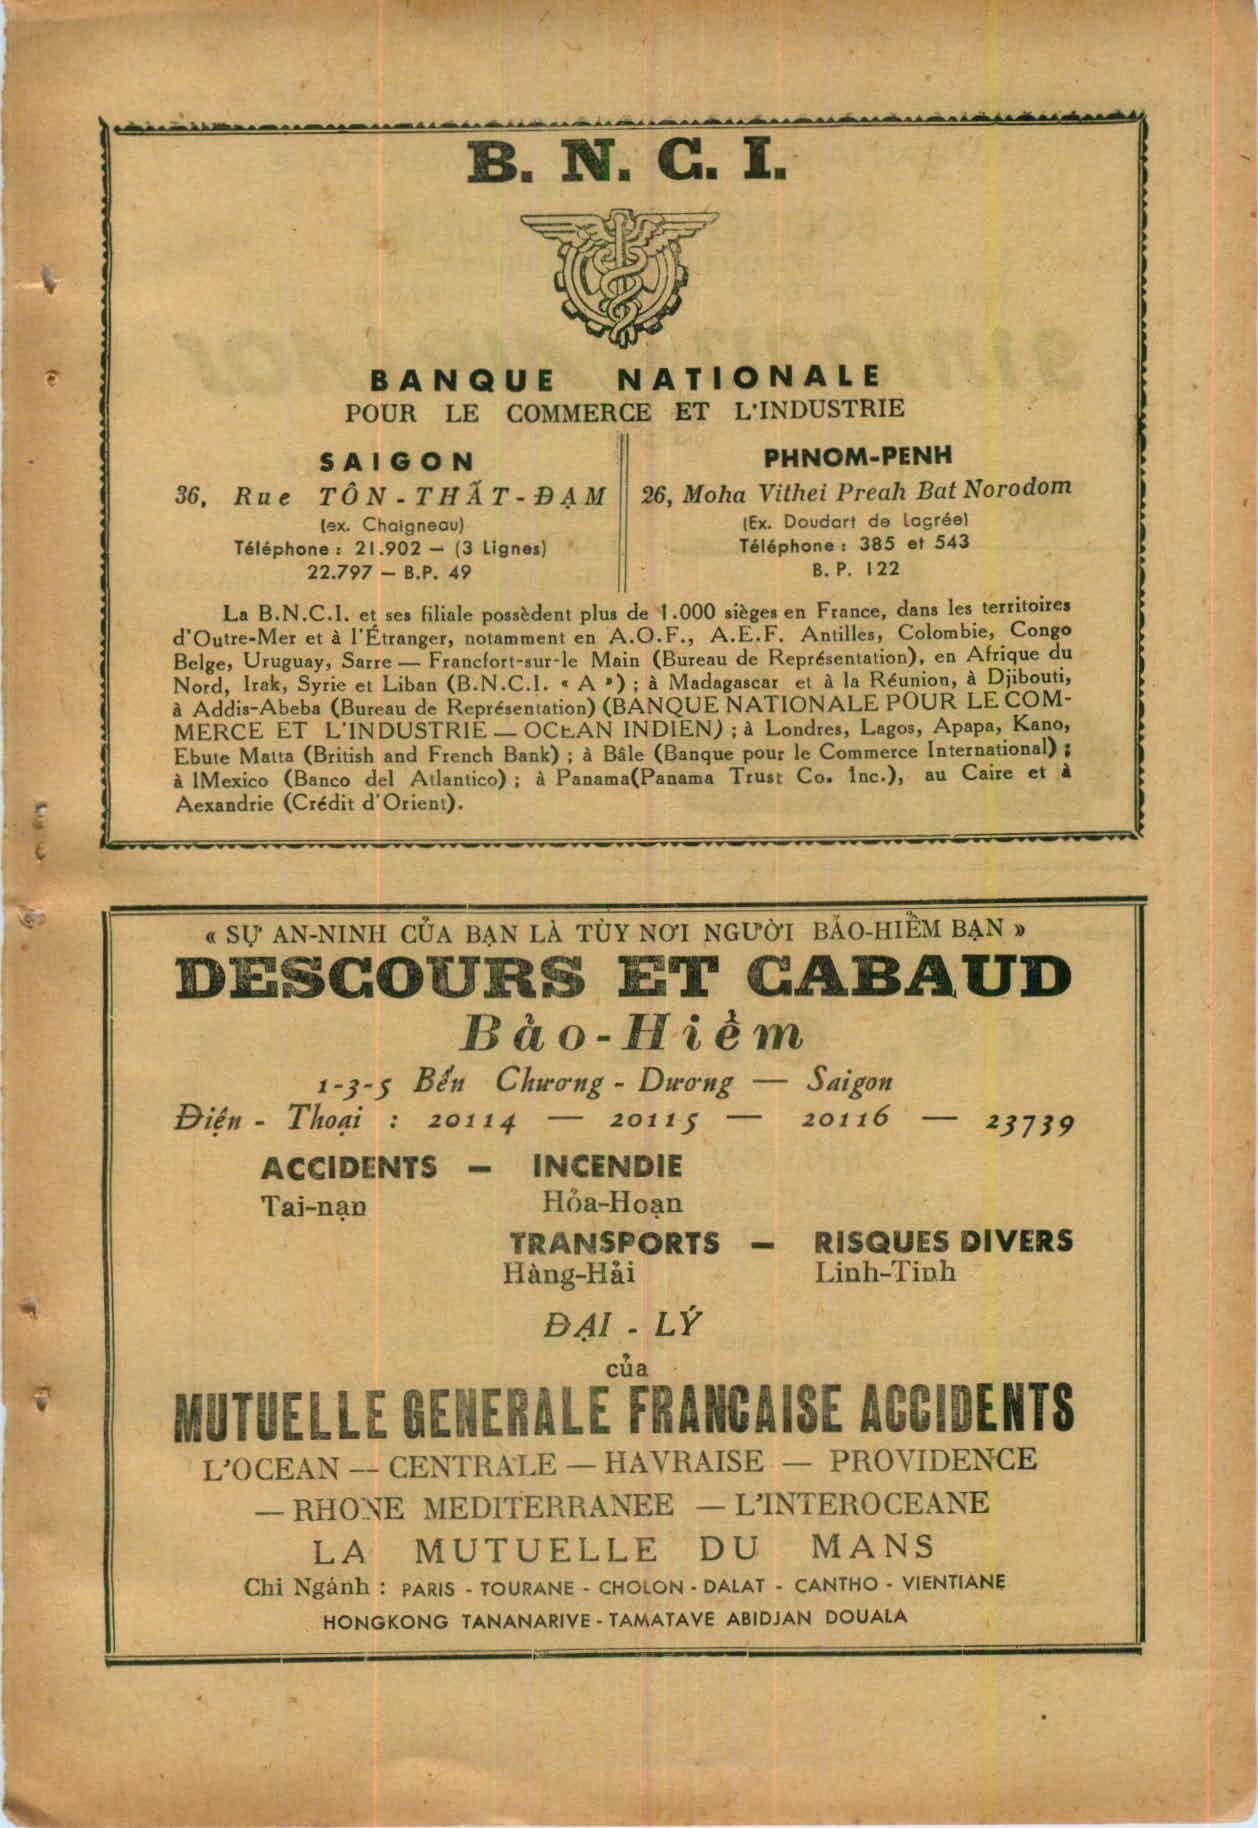 B. N. C. I.
BANQUE NATIONALE
POUR LE COMMERCE ET L'INDUSTRIE
SAIGON
36, Rue TÔN-THẤT-ĐẠM
(ex. Chaigneau)
Téléphone : 21.902 — (3 Lignes)
22.797 — B.P. 49
PHNOM-PENH
26, Moha Vithei Preah Bat Norodom
(Ex. Doudart de Lagrée)
Téléphone : 385 et 543
B. P. 122
La B.N.C.I. et ses filiale possèdent plus de 1.000 sièges en France, dans les territoires
d'Outre-Mer et à l'Étranger, notamment en A.O.F., A.E.F. Antilles, Colombie, Congo
Belge, Uruguay, Sarre — Francfort-sur-le Main (Bureau de Représentation), en Afrique du
Nord, Irak, Syrie et Liban (B.N.C.I. « A ») ; à Madagascar et à la Réunion, à Djibouti,
à Addis-Abeba (Bureau de Représentation) (BANQUE NATIONALE POUR LE COM-
MERCE ET L'INDUSTRIE — OCEAN INDIEN) ; à Londres, Lagos, Apapa, Kano,
Ebute Matta (British and French Bank) ; à Bâle (Banque pour le Commerce International) ;
à lMexico (Banco del Atlantico) ; à Panama(Panama Trust Co. Inc.), au Caire et à
Aexandrie (Crédit d'Orient).
« SỰ AN-NINH CỦA BẠN LÀ TÙY NƠI NGƯỜI BẢO-HIỂM BẠN »
DESCOURS ET CABAUD
Bảo-Hiểm
1-3-5 Bến Chương-Dương — Saigon
Điện-Thoại : 20114 — 20115 — 20116 — 23739
ACCIDENTS — INCENDIE
Tai-nạn Hỏa-Hoạn
TRANSPORTS — RISQUES DIVERS
Hàng-Hải Linh-Tinh
ĐẠI-LÝ
của
MUTUELLE GENERALE FRANCAISE ACCIDENTS
L'OCEAN — CENTRALE — HAVRAISE — PROVIDENCE
— RHONE MEDITERRANEE — L'INTEROCEANE
LA MUTUELLE DU MANS
Chi Ngánh : PARIS - TOURANE - CHOLON - DALAT - CANTHO - VIENTIANE
HONGKONG TANANARIVE - TAMATAVE ABIDJAN DOUALA